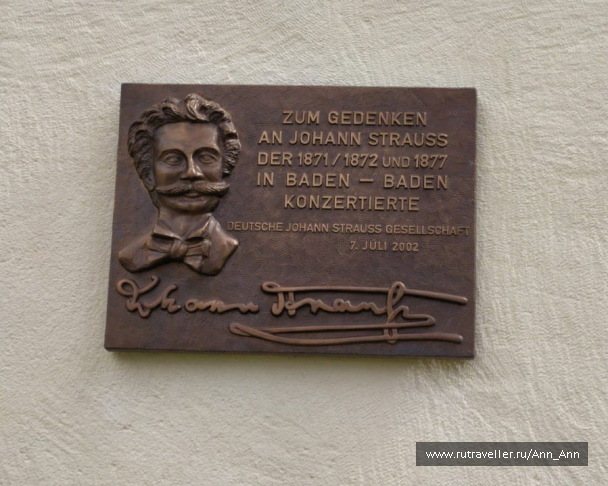 ZUM GEDENKEN
AN JOHANN STRAUSS
DER 1871/1872 UND 1877
IN BADEN – BADEN
KONZERTIERTE
DEUTSCHE JOHANN STRAUSS GESELLSCHAFT
7. JULI 2002
Johann Strauss
www.rutraveller.ru/Ann_Ann